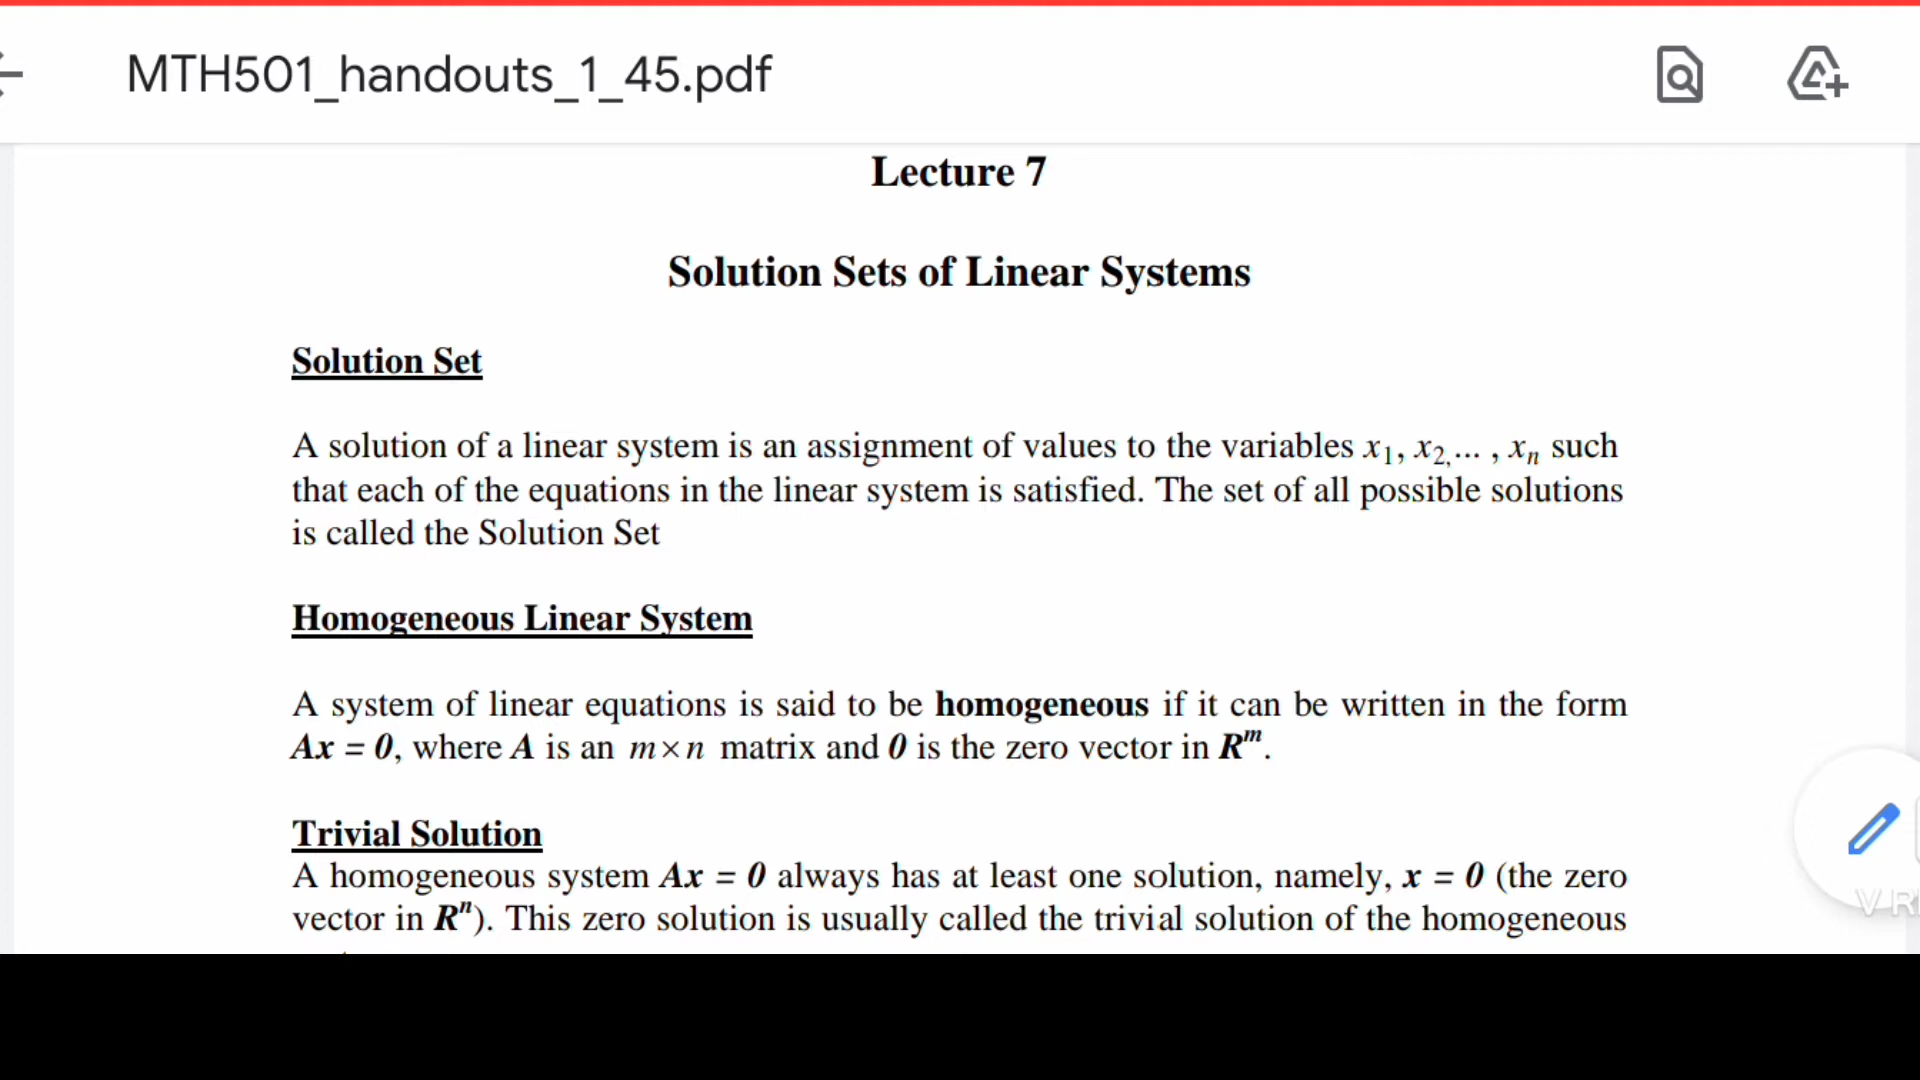 MTH501_handouts_1_45.pdf
Lecture 7
Solution Sets of Linear Systems
Solution Set
A solution of a linear system is an assignment of values to the variables x₁, x₂,... , xₙ such
that each of the equations in the linear system is satisfied. The set of all possible solutions
is called the Solution Set
Homogeneous Linear System
A system of linear equations is said to be homogeneous if it can be written in the form
Ax = 0, where A is an m×n matrix and 0 is the zero vector in Rᵐ.
Trivial Solution
A homogeneous system Ax = 0 always has at least one solution, namely, x = 0 (the zero
vector in Rⁿ). This zero solution is usually called the trivial solution of the homogeneous